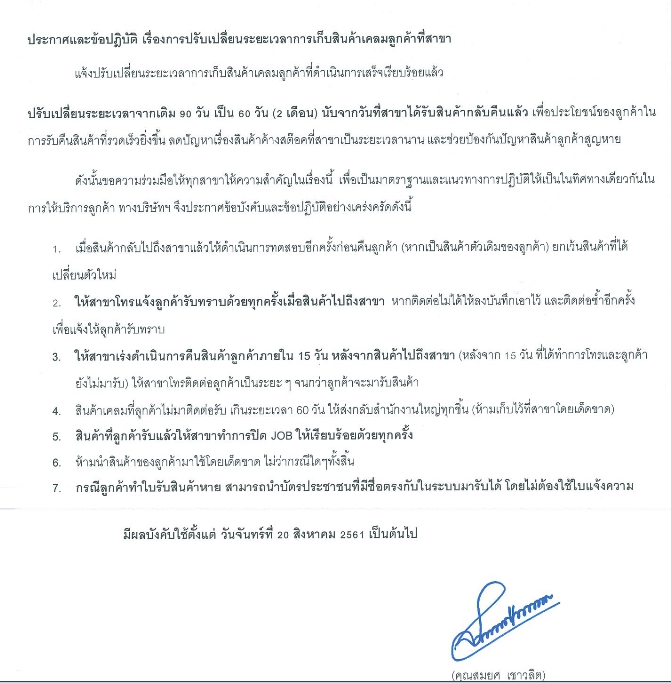 ประกาศและข้อปฏิบัติ เรื่องการปรับเปลี่ยนระยะเวลาการเก็บสินค้าเคลมลูกค้าที่สาขา
แจ้งปรับเปลี่ยนระยะเวลาการเก็บสินค้าเคลมลูกค้าที่ดำเนินการเสร็จเรียบร้อยแล้ว
ปรับเปลี่ยนระยะเวลาจากเดิม 90 วัน เป็น 60 วัน (2 เดือน) นับจากวันที่สาขาได้รับสินค้ากลับคืนแล้ว เพื่อประโยชน์ของลูกค้าใน
การรับคืนสินค้าที่รวดเร็วยิ่งขึ้น ลดปัญหาเรื่องสินค้าค้างสต๊อคที่สาขาเป็นระยะเวลานาน และช่วยป้องกันปัญหาสินค้าลูกค้าสูญหาย
ดังนั้นขอความร่วมมือให้ทุกสาขาให้ความสำคัญในเรื่องนี้ เพื่อเป็นมาตราฐานและแนวทางการปฏิบัติให้เป็นในทิศทางเดียวกันใน
การให้บริการลูกค้า ทางบริษัทฯ จึงประกาศข้อบังคับและข้อปฏิบัติอย่างเคร่งครัดดังนี้
1. เมื่อสินค้ากลับไปถึงสาขาแล้วให้ดำเนินการทดสอบอีกครั้งก่อนคืนลูกค้า (หากเป็นสินค้าตัวเดิมของลูกค้า) ยกเว้นสินค้าที่ได้
เปลี่ยนตัวใหม่
2. ให้สาขาโทรแจ้งลูกค้ารับทราบด้วยทุกครั้งเมื่อสินค้าไปถึงสาขา หากติดต่อไม่ได้ให้ลงบันทึกเอาไว้ และติดต่อซ้ำอีกครั้ง
เพื่อแจ้งให้ลูกค้ารับทราบ
3. ให้สาขาเร่งดำเนินการคืนสินค้าลูกค้าภายใน 15 วัน หลังจากสินค้าไปถึงสาขา (หลังจาก 15 วัน ที่ได้ทำการโทรและลูกค้า
ยังไม่มารับ) ให้สาขาโทรติดต่อลูกค้าเป็นระยะ ๆ จนกว่าลูกค้าจะมารับสินค้า
4. สินค้าเคลมที่ลูกค้าไม่มาติดต่อรับ เกินระยะเวลา 60 วัน ให้ส่งกลับสำนักงานใหญ่ทุกชิ้น (ห้ามเก็บไว้ที่สาขาโดยเด็ดขาด)
5. สินค้าที่ลูกค้ารับแล้วให้สาขาทำการปิด JOB ให้เรียบร้อยด้วยทุกครั้ง
6. ห้ามนำสินค้าของลูกค้ามาใช้โดยเด็ดขาด ไม่ว่ากรณีใดๆทั้งสิ้น
7. กรณีลูกค้าทำใบรับสินค้าหาย สามารถนำบัตรประชาชนที่มีชื่อตรงกับในระบบมารับได้ โดยไม่ต้องใช้ใบแจ้งความ
มีผลบังคับใช้ตั้งแต่ วันจันทร์ที่ 20 สิงหาคม 2561 เป็นต้นไป
(คุณสมยศ เชาวลิต)